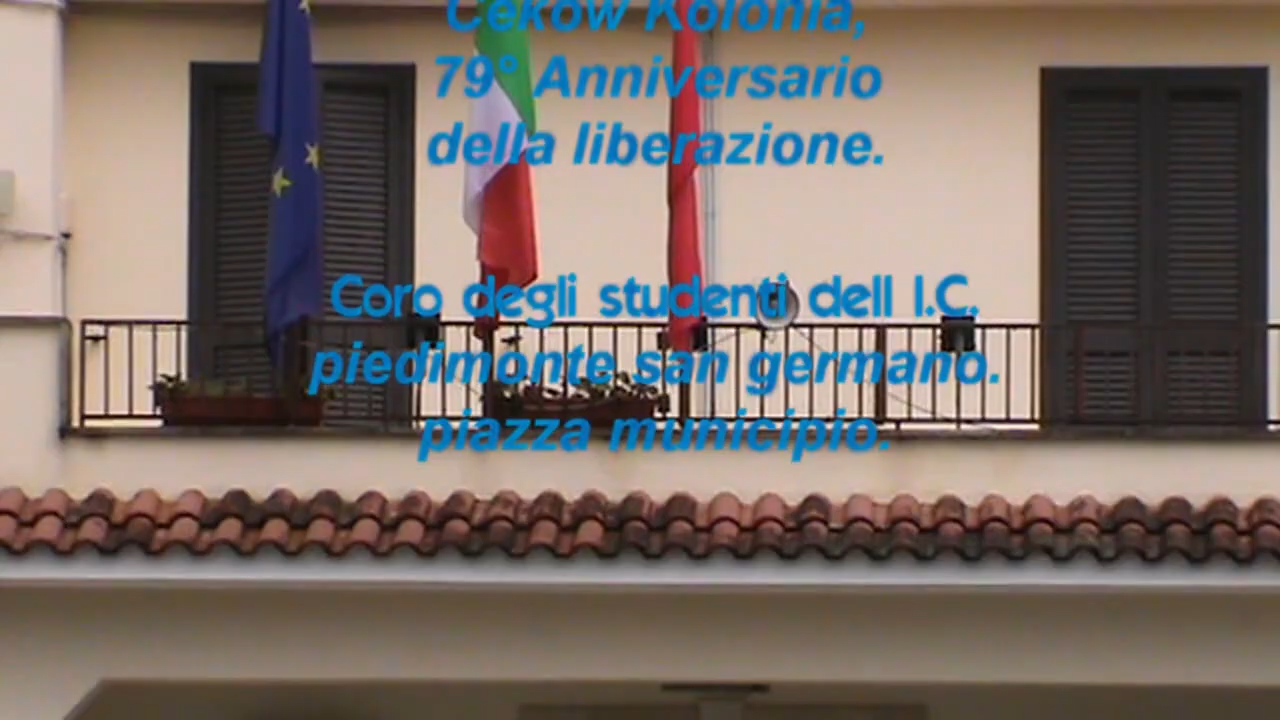 Cekow Kolonia,
79° Anniversario
della liberazione.
Coro degli studenti dell I.C.
piedimonte san germano.
piazza municipio.